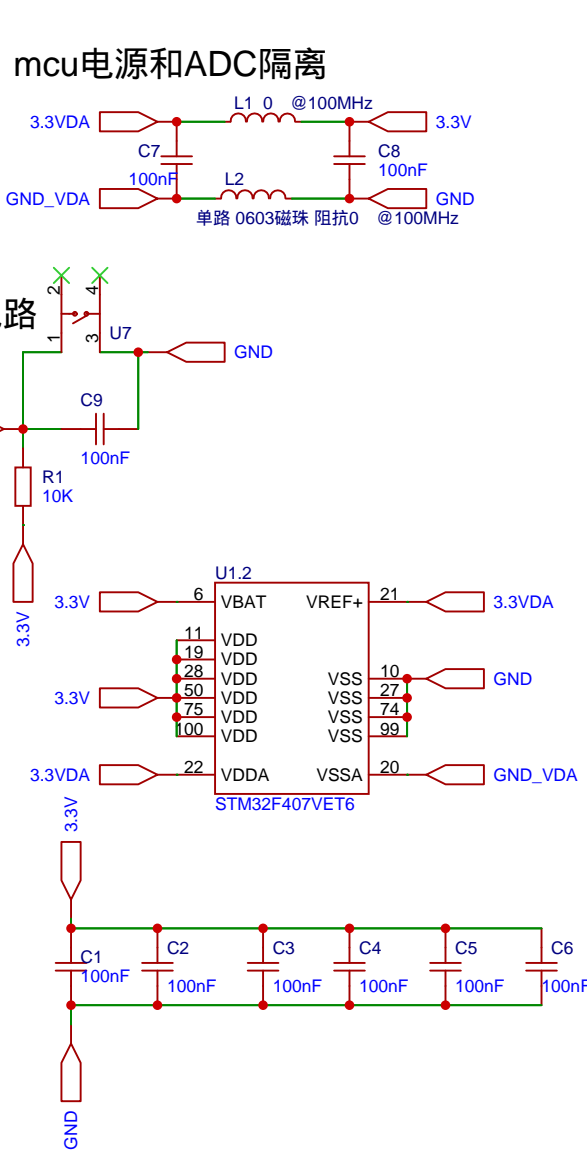 mcu电源和ADC隔离
L1 0 @100MHz
3.3VDA
3.3V
C7
100nF
C8
100nF
L2
GND_VDA
GND
单路 0603磁珠 阻抗0 @100MHz
2
4
路
1
3
U7
GND
C9
100nF
R1
10K
3.3V
U1.2
3.3V
6
VBAT
VREF+
21
3.3VDA
11
VDD
19
VDD
28
VDD
VSS
10
GND
3.3V
50
VDD
VSS
27
75
VDD
VSS
74
100
VDD
VSS
99
3.3VDA
22
VDDA
VSSA
20
GND_VDA
STM32F407VET6
3.3V
C1
100nF
C2
100nF
C3
100nF
C4
100nF
C5
100nF
C6
100nF
GND